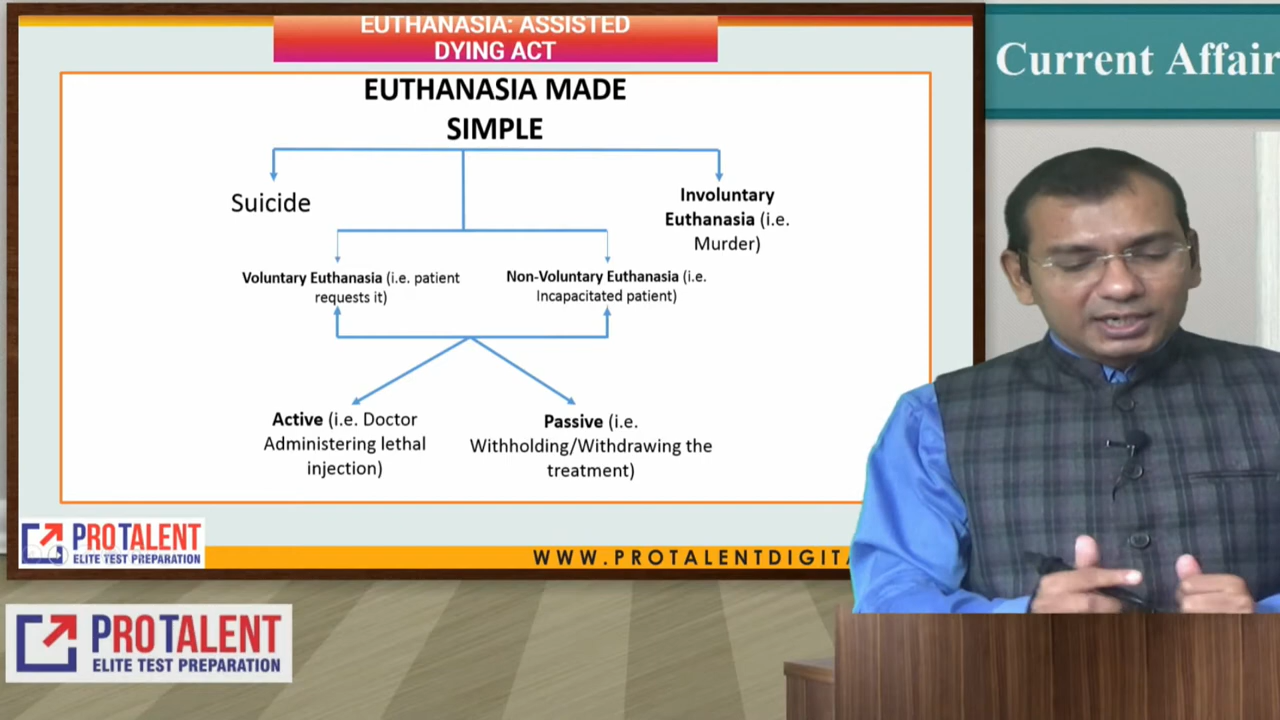 EUTHANASIA: ASSISTED
DYING ACT
Current Affair
EUTHANASIA MADE
SIMPLE
Suicide
Involuntary
Euthanasia (i.e.
Murder)
Voluntary Euthanasia (i.e. patient
requests it)
Non-Voluntary Euthanasia (i.e.
Incapacitated patient)
Active (i.e. Doctor
Administering lethal
injection)
Passive (i.e.
Withholding/Withdrawing the
treatment)
PROTALENT
ELITE TEST PREPARATION
WWW.PROTALENTDIGITA
PROTALENT
ELITE TEST PREPARATION